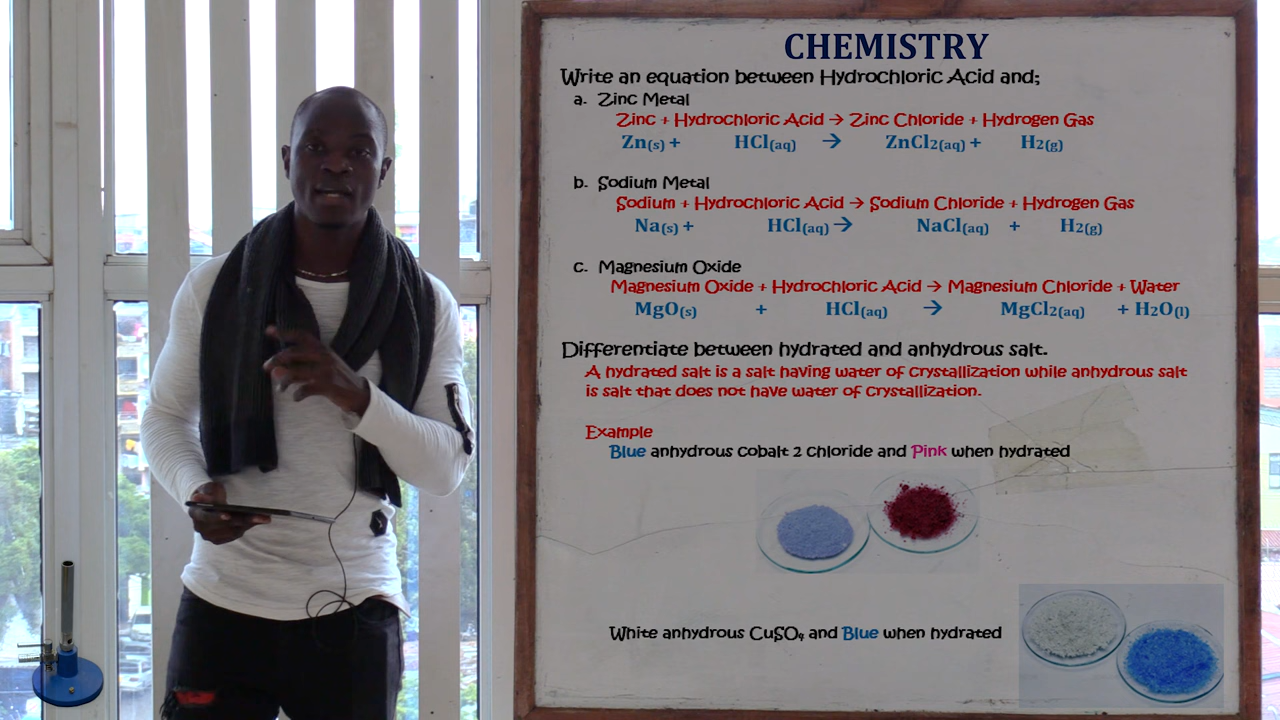 CHEMISTRY
Write an equation between Hydrochloric Acid and;
a. Zinc Metal
Zinc + Hydrochloric Acid → Zinc Chloride + Hydrogen Gas
Zn(s) + HCl(aq) → ZnCl2(aq) + H2(g)
b. Sodium Metal
Sodium + Hydrochloric Acid → Sodium Chloride + Hydrogen Gas
Na(s) + HCl(aq) → NaCl(aq) + H2(g)
c. Magnesium Oxide
Magnesium Oxide + Hydrochloric Acid → Magnesium Chloride + Water
MgO(s) + HCl(aq) → MgCl2(aq) + H2O(l)
Differentiate between hydrated and anhydrous salt.
A hydrated salt is a salt having water of crystallization while anhydrous salt
is salt that does not have water of crystallization.
Example
Blue anhydrous cobalt 2 chloride and Pink when hydrated
White anhydrous CuSO4 and Blue when hydrated